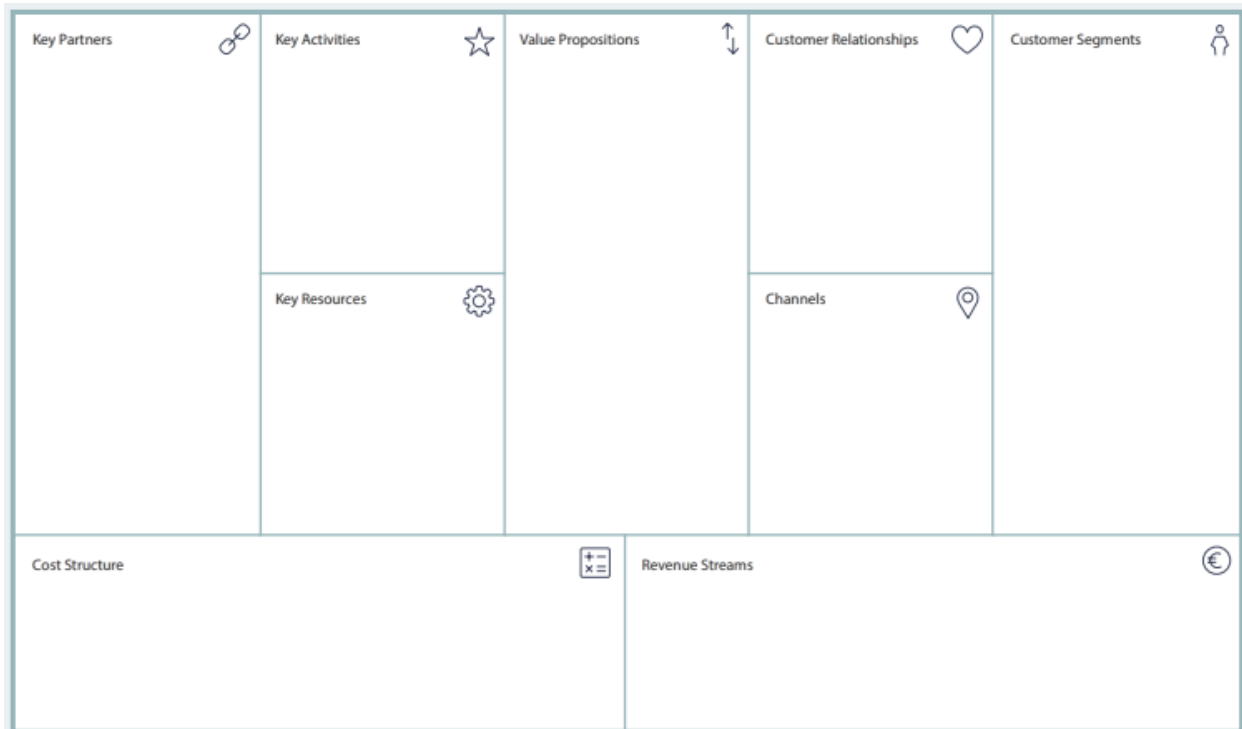 Key Partners
Key Activities
Value Propositions
Customer Relationships
Customer Segments
Key Resources
Channels
Cost Structure
Revenue Streams